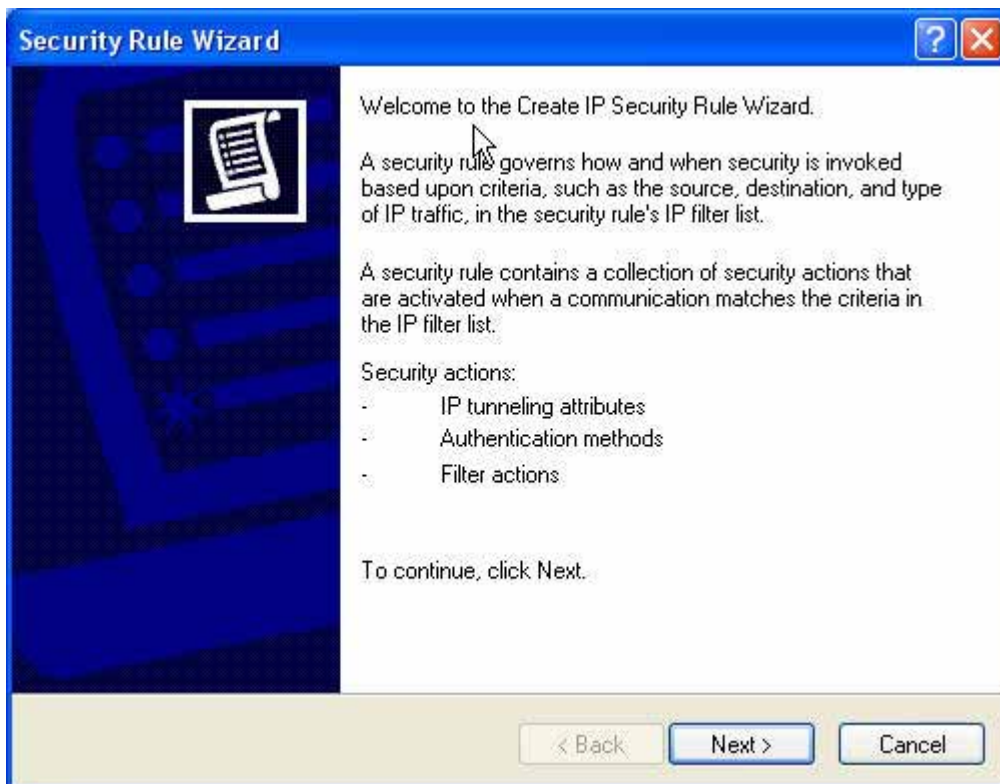 Security Rule Wizard
Welcome to the Create IP Security Rule Wizard.
A security rule governs how and when security is invoked
based upon criteria, such as the source, destination, and type
of IP traffic, in the security rule's IP filter list.
A security rule contains a collection of security actions that
are activated when a communication matches the criteria in
the IP filter list.
Security actions:
- IP tunneling attributes
- Authentication methods
- Filter actions
To continue, click Next.
< Back Next > Cancel